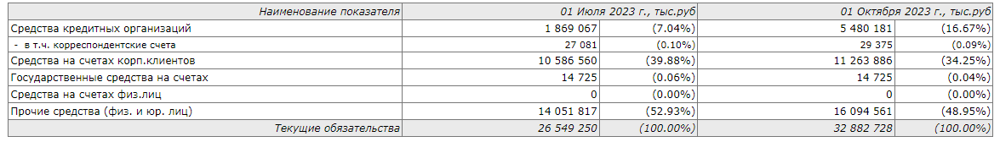 Наименование показателя 01 Июля 2023 г., тыс.руб 01 Октября 2023 г., тыс.руб
Средства кредитных организаций 1 869 067 (7.04%) 5 480 181 (16.67%)
- в т.ч. корреспондентские счета 27 081 (0.10%) 29 375 (0.09%)
Средства на счетах корп.клиентов 10 586 560 (39.88%) 11 263 886 (34.25%)
Государственные средства на счетах 14 725 (0.06%) 14 725 (0.04%)
Средства на счетах физ.лиц 0 (0.00%) 0 (0.00%)
Прочие средства (физ. и юр. лиц) 14 051 817 (52.93%) 16 094 561 (48.95%)
Текущие обязательства 26 549 250 (100.00%) 32 882 728 (100.00%)